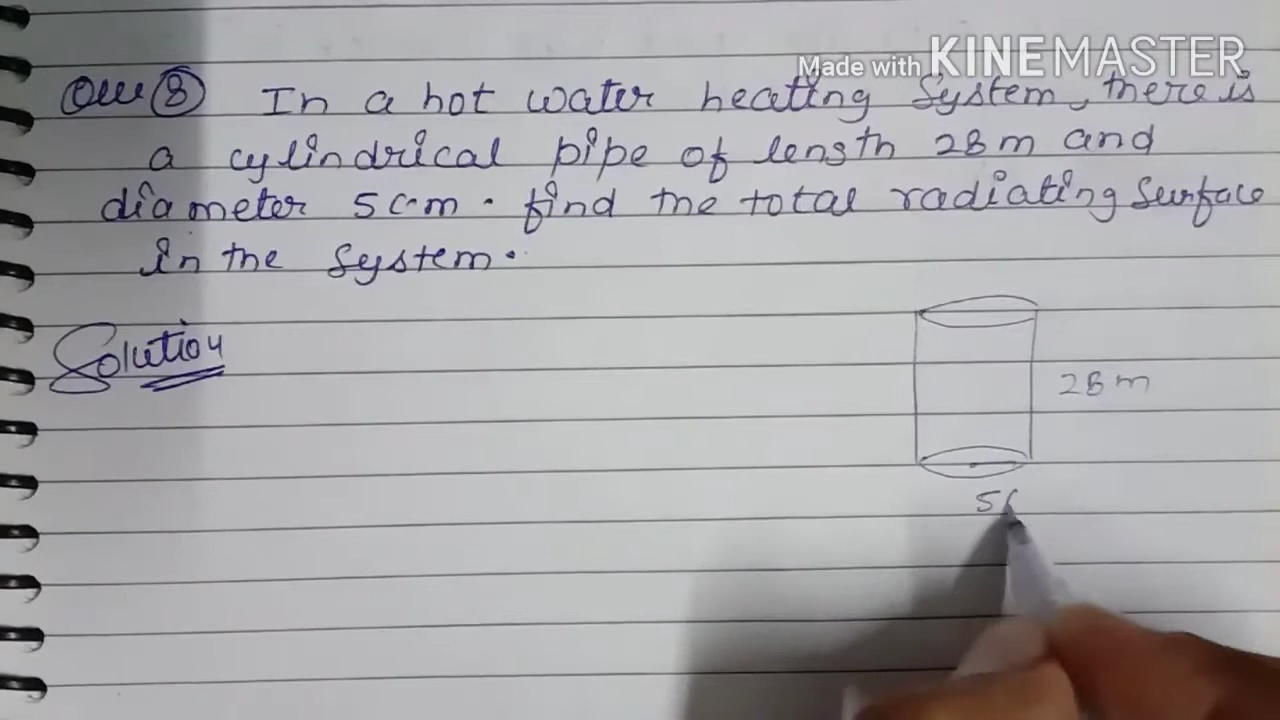 Made with KINEMASTER
Que (8) In a hot water heating System, there is
a cylindrical pipe of length 28 m and
diameter 5 cm. find the total radiating Surface
in the System.
Solution
28 m
5c